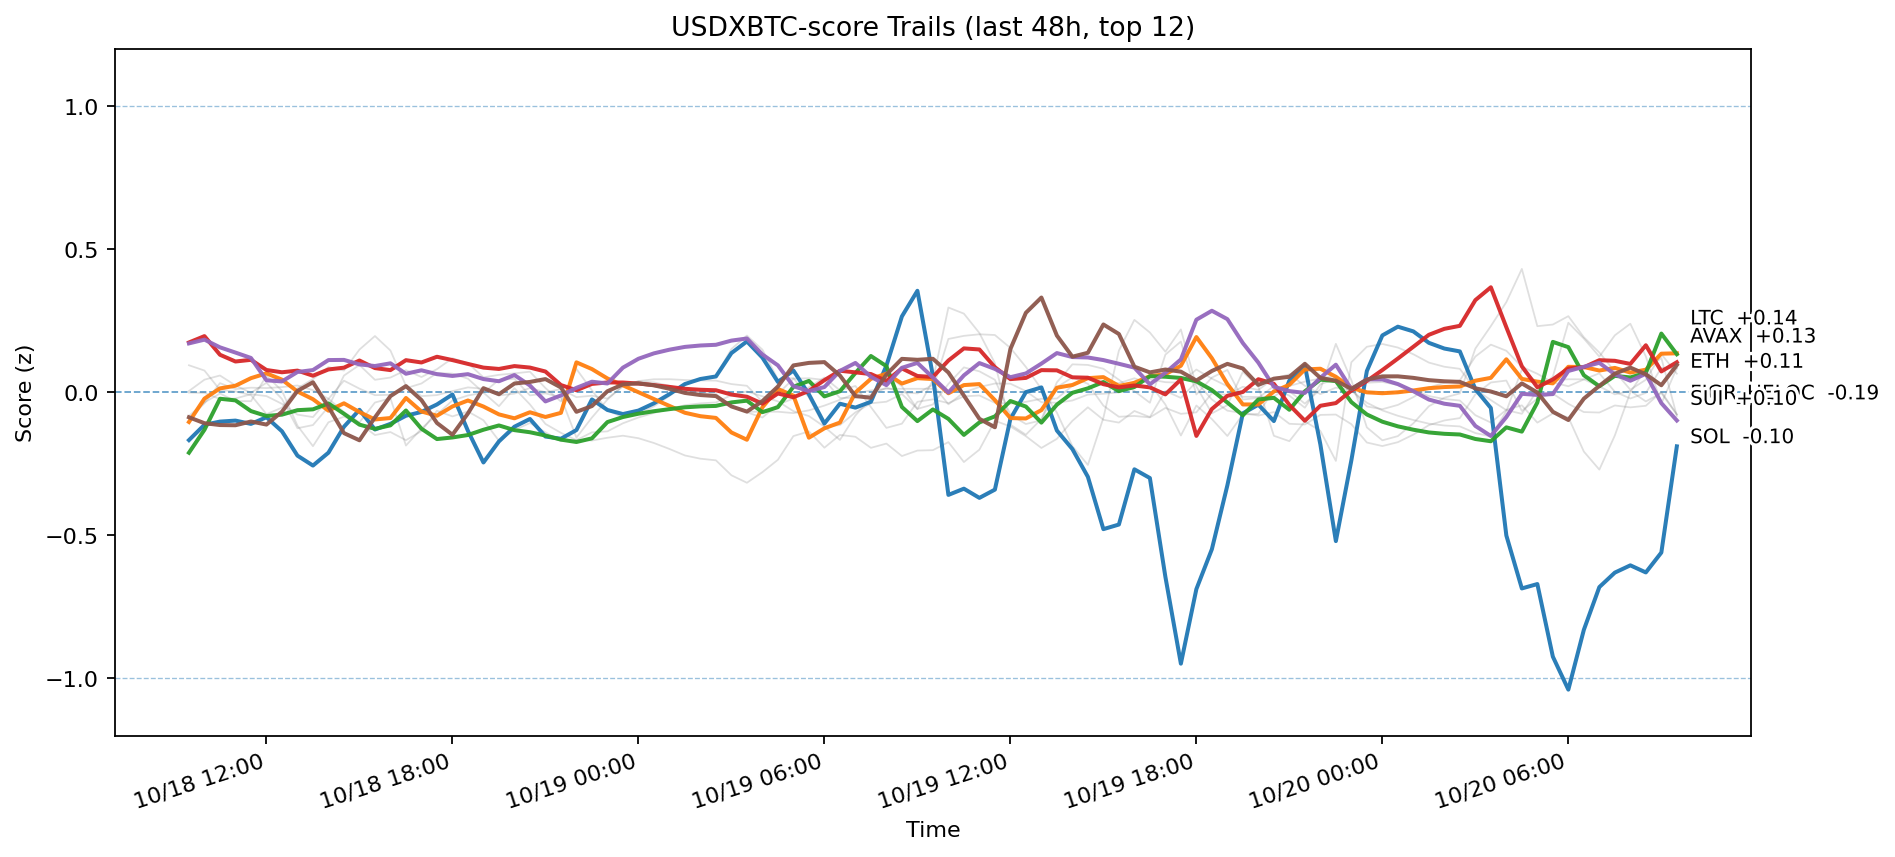 USDXBTC-score Trails (last 48h, top 12)
Score (z)
1.0
0.5
0.0
−0.5
−1.0
LTC +0.14
AVAX +0.13
ETH +0.11
-0.19
SUI +0.10
SOL -0.10
10/18 12:00
10/18 18:00
10/19 00:00
10/19 06:00
10/19 12:00
10/19 18:00
10/20 00:00
10/20 06:00
Time